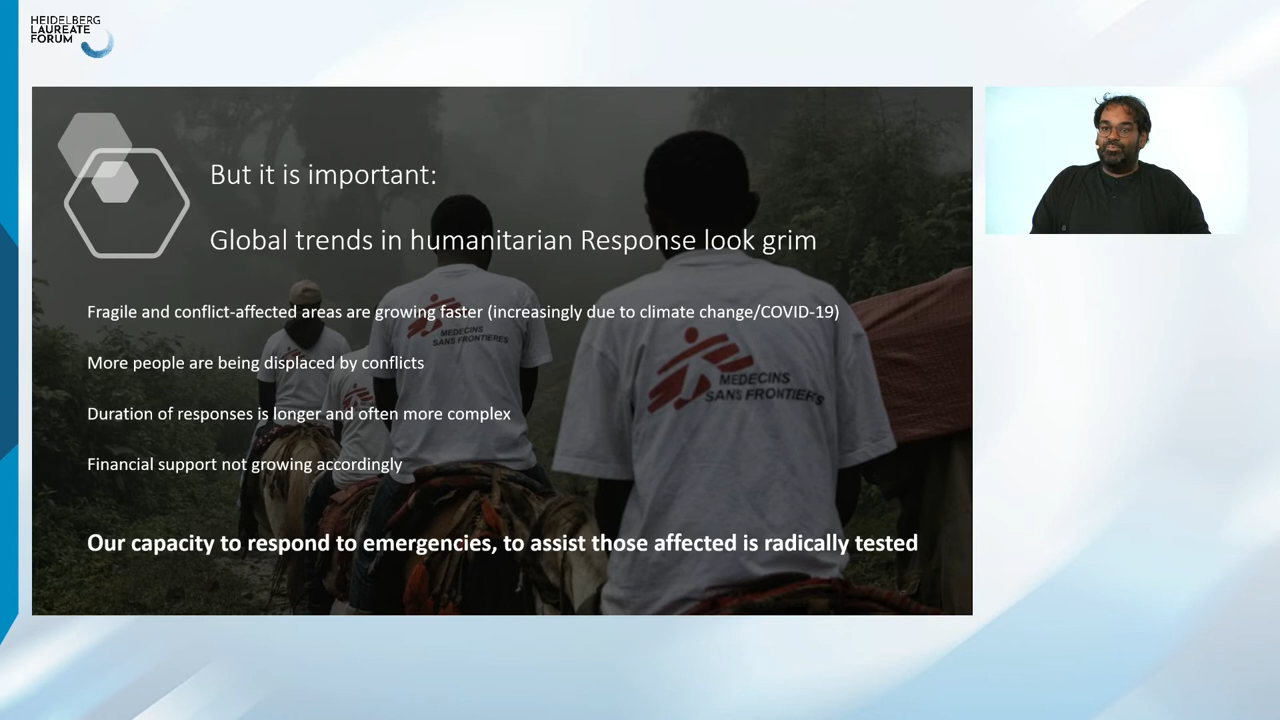 HEIDELBERG
LAUREATE
FORUM
But it is important:
Global trends in humanitarian Response look grim
Fragile and conflict-affected areas are growing faster (increasingly due to climate change/COVID-19)
More people are being displaced by conflicts
Duration of responses is longer and often more complex
Financial support not growing accordingly
Our capacity to respond to emergencies, to assist those affected is radically tested
MEDECINS
SANS FRONTIERES
MEDECINS
SANS FRONTIERES